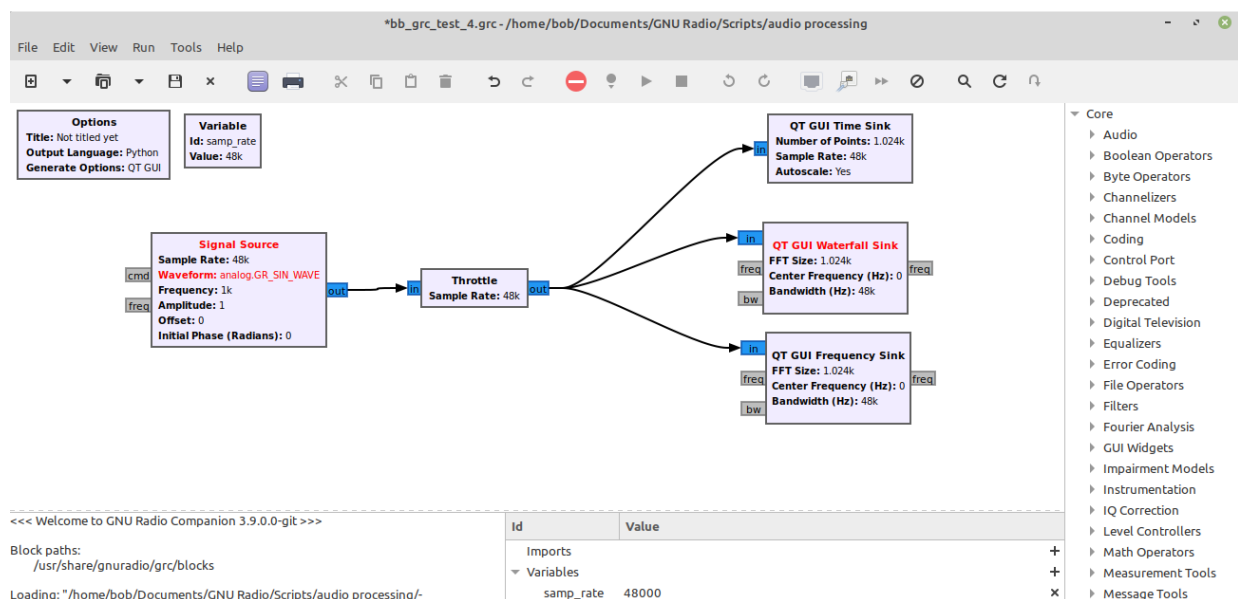 *bb_grc_test_4.grc - /home/bob/Documents/GNU Radio/Scripts/audio processing
File Edit View Run Tools Help
Options
Title: Not titled yet
Output Language: Python
Generate Options: QT GUI
Variable
Id: samp_rate
Value: 48k
QT GUI Time Sink
Number of Points: 1.024k
Sample Rate: 48k
Autoscale: Yes
in
Signal Source
Sample Rate: 48k
Waveform: analog.GR_SIN_WAVE
Frequency: 1k
Amplitude: 1
Offset: 0
Initial Phase (Radians): 0
cmd
freq
out
Throttle
Sample Rate: 48k
in
out
QT GUI Waterfall Sink
FFT Size: 1.024k
Center Frequency (Hz): 0
Bandwidth (Hz): 48k
in
freq
bw
freq
QT GUI Frequency Sink
FFT Size: 1.024k
Center Frequency (Hz): 0
Bandwidth (Hz): 48k
in
freq
bw
freq
Core
Audio
Boolean Operators
Byte Operators
Channelizers
Channel Models
Coding
Control Port
Debug Tools
Deprecated
Digital Television
Equalizers
Error Coding
File Operators
Filters
Fourier Analysis
GUI Widgets
Impairment Models
Instrumentation
IQ Correction
Level Controllers
Math Operators
Measurement Tools
Message Tools
<<< Welcome to GNU Radio Companion 3.9.0.0-git >>>
Block paths:
/usr/share/gnuradio/grc/blocks
Loading: "/home/bob/Documents/GNU Radio/Scripts/audio processing/-
Id Value
Imports
Variables
samp_rate 48000